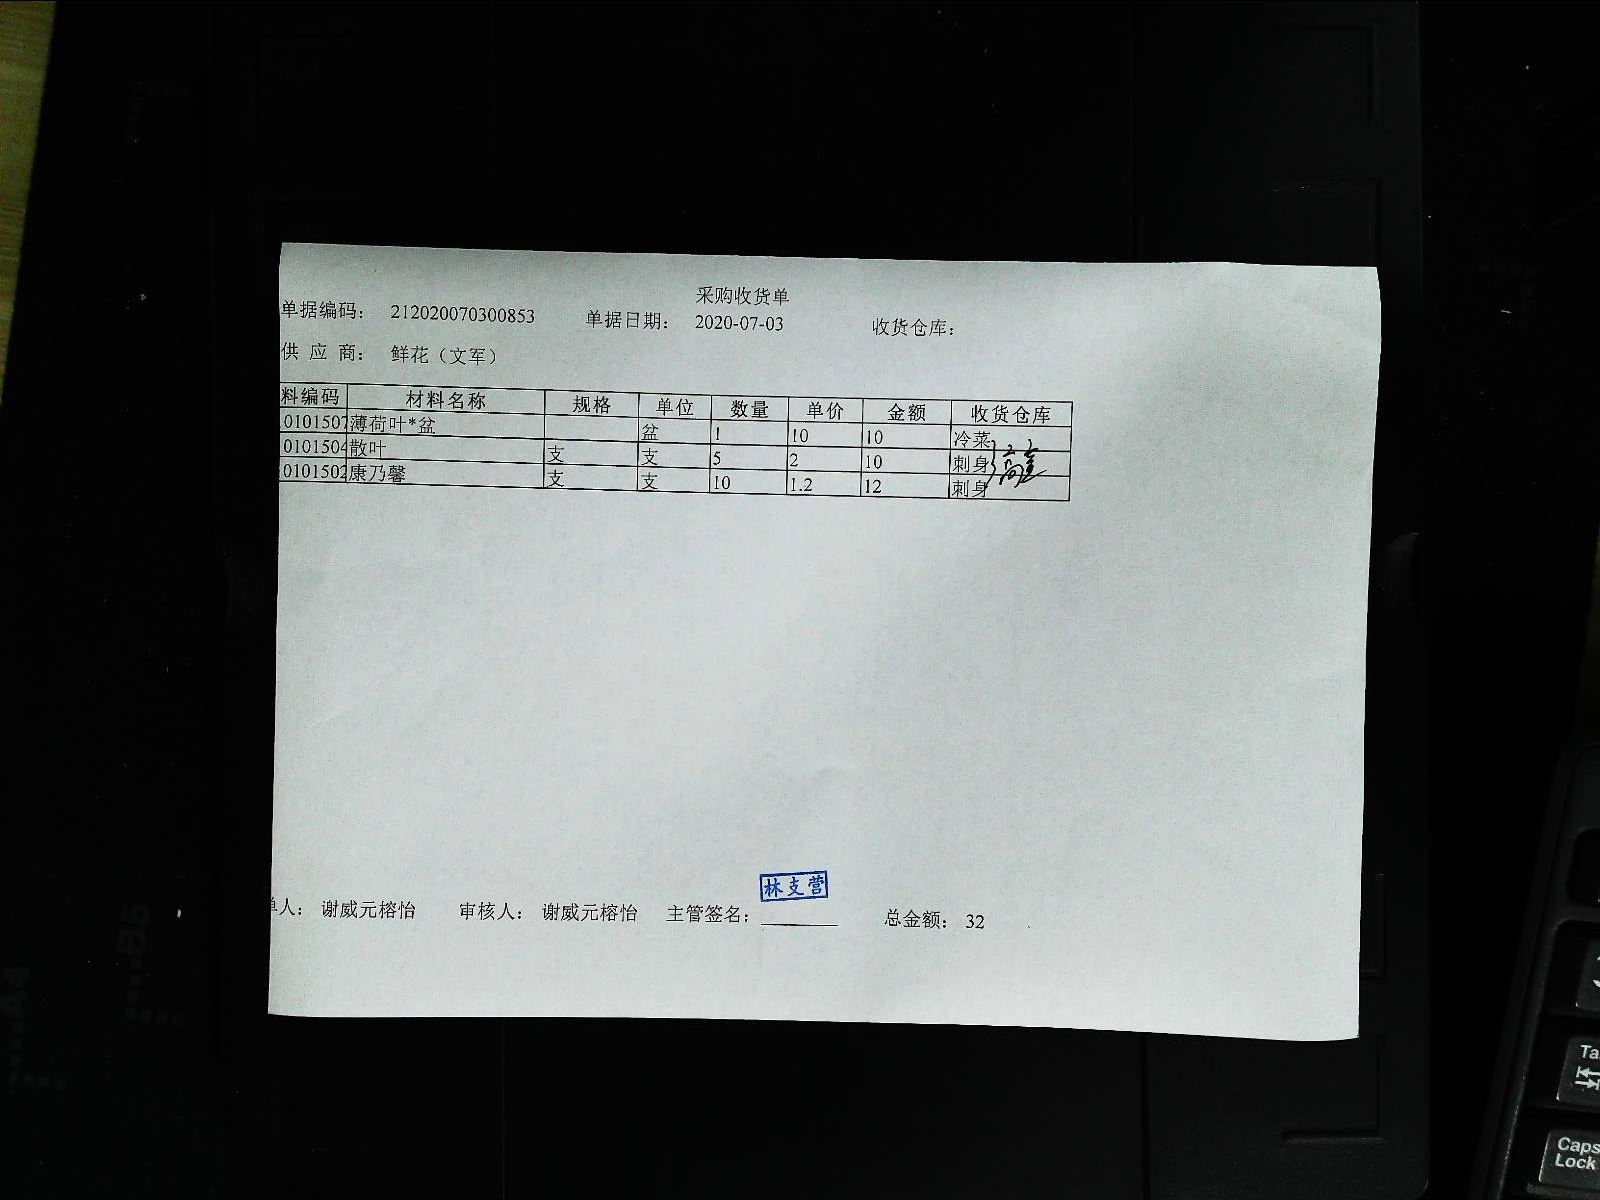 采购收货单
单据编码： 212020070300853 单据日期： 2020-07-03 收货仓库：
供 应 商： 鲜花（文军）
料编码 材料名称 规格 单位 数量 单价 金额 收货仓库
0101507 薄荷叶*盆 盆 1 10 10 冷菜
0101504 散叶 支 支 5 2 10 刺身
0101502 康乃馨 支 支 10 1.2 12 刺身
林支营
单人： 谢威元榕怡 审核人： 谢威元榕怡 主管签名： 总金额： 32
A4
B5
Caps
Lock